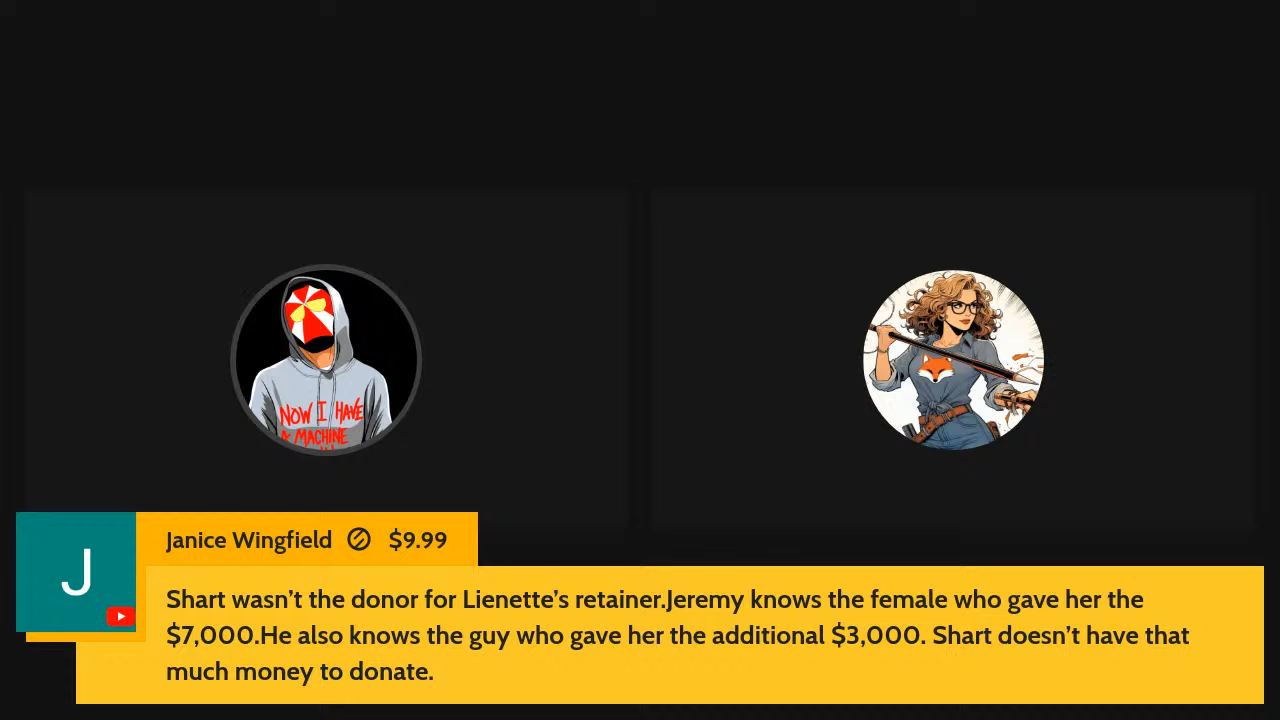 NOW I HAVE
A MACHINE
J
Janice Wingfield $9.99
Shart wasn’t the donor for Lienette’s retainer.Jeremy knows the female who gave her the
$7,000.He also knows the guy who gave her the additional $3,000. Shart doesn’t have that
much money to donate.